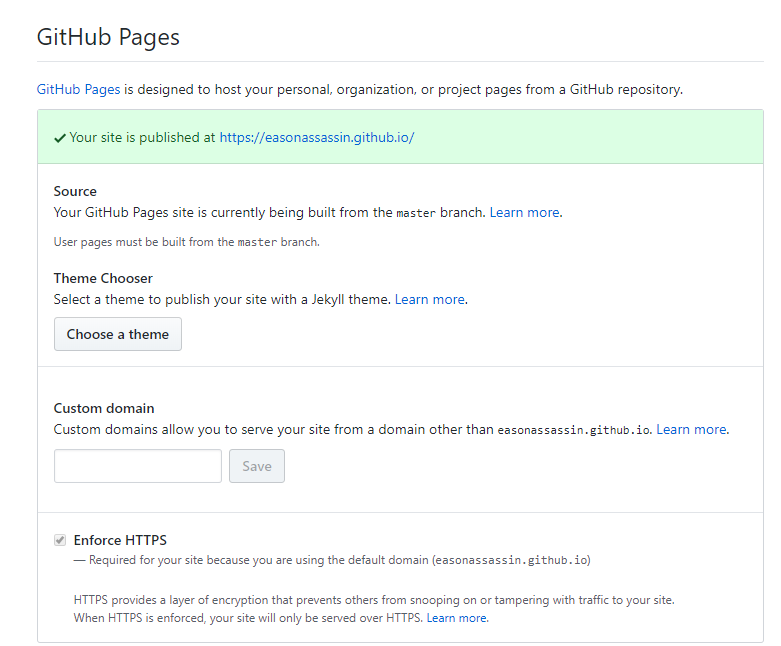 GitHub Pages
GitHub Pages is designed to host your personal, organization, or project pages from a GitHub repository.
Your site is published at https://easonassassin.github.io/
Source
Your GitHub Pages site is currently being built from the master branch. Learn more.
User pages must be built from the master branch.
Theme Chooser
Select a theme to publish your site with a Jekyll theme. Learn more.
Choose a theme
Custom domain
Custom domains allow you to serve your site from a domain other than easonassassin.github.io. Learn more.
Save
Enforce HTTPS
— Required for your site because you are using the default domain (easonassassin.github.io)
HTTPS provides a layer of encryption that prevents others from snooping on or tampering with traffic to your site.
When HTTPS is enforced, your site will only be served over HTTPS. Learn more.